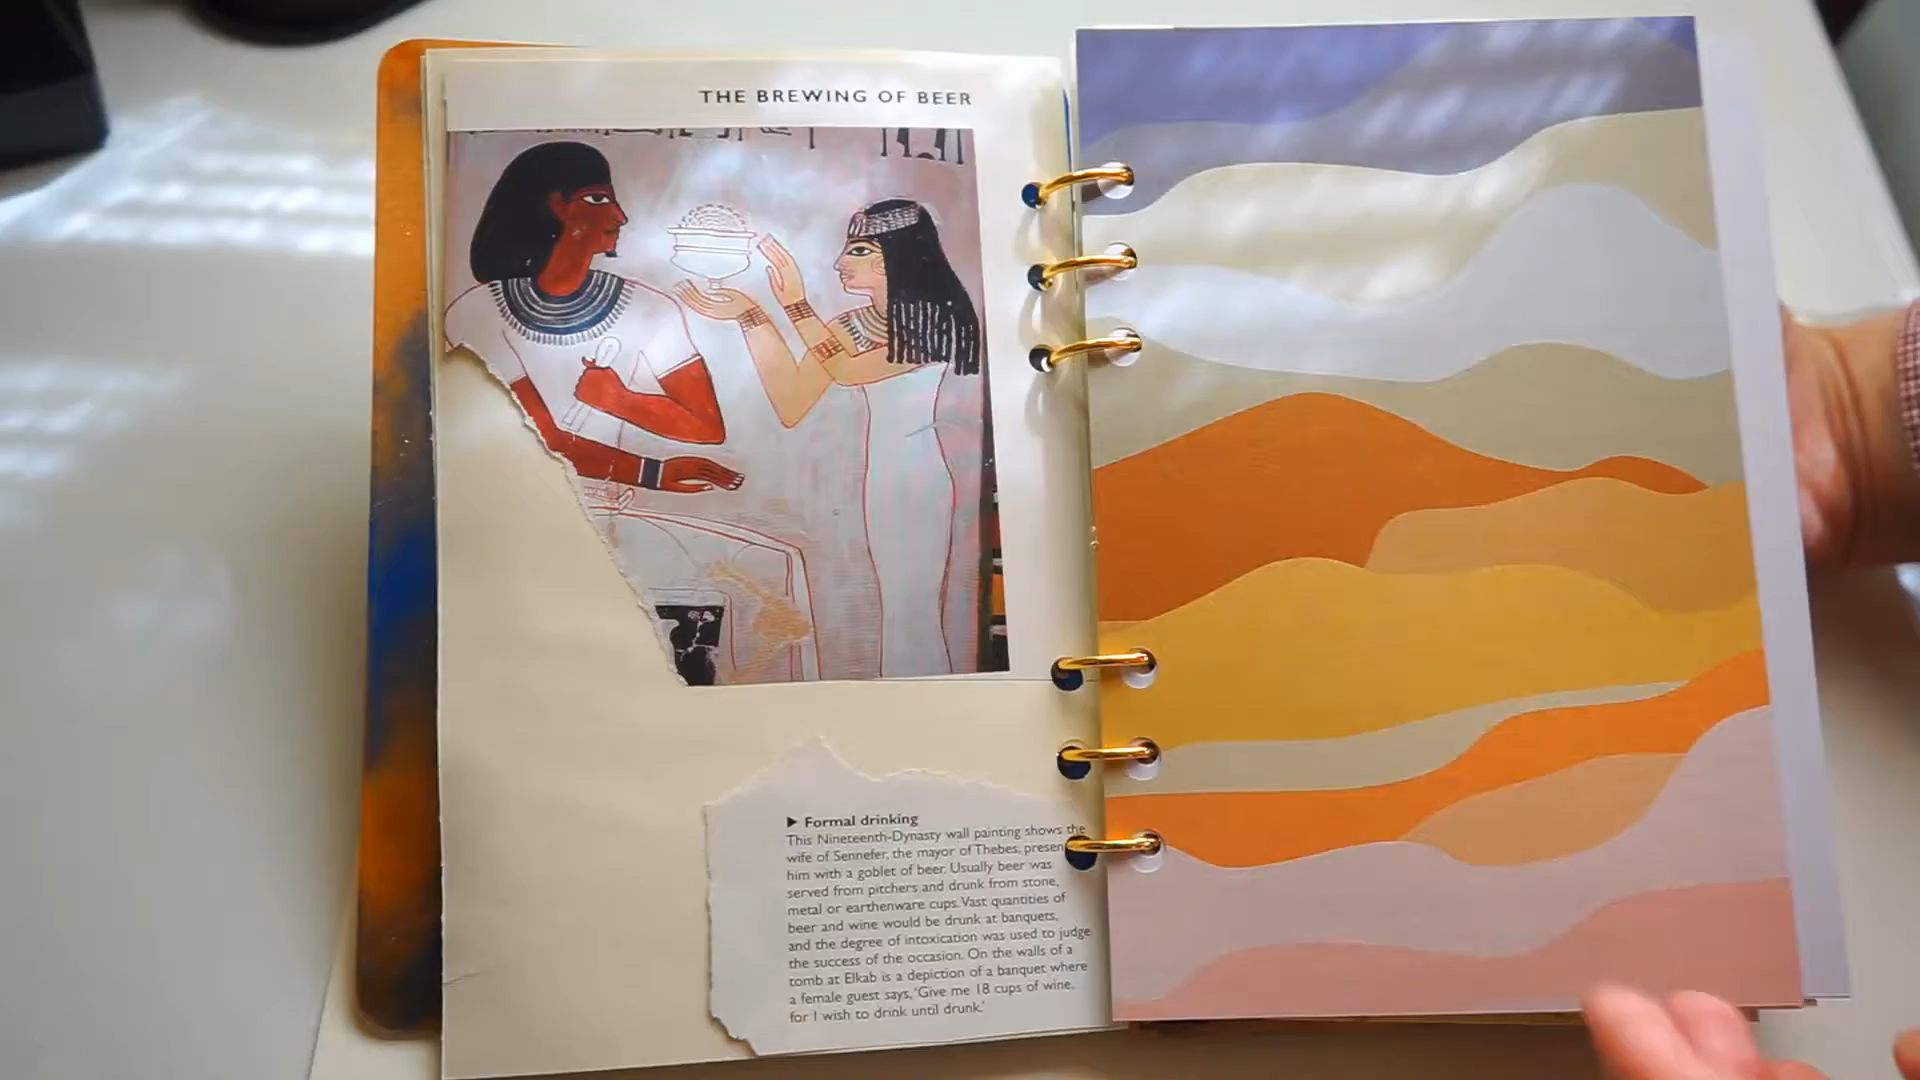 THE BREWING OF BEER
► Formal drinking
This Nineteenth-Dynasty wall painting shows the
wife of Sennefer, the mayor of Thebes, presen
him with a goblet of beer. Usually beer was
served from pitchers and drunk from stone,
metal or earthenware cups. Vast quantities of
beer and wine would be drunk at banquets,
and the degree of intoxication was used to judge
the success of the occasion. On the walls of a
tomb at Elkab is a depiction of a banquet where
a female guest says, 'Give me 18 cups of wine,
for I wish to drink until drunk.'